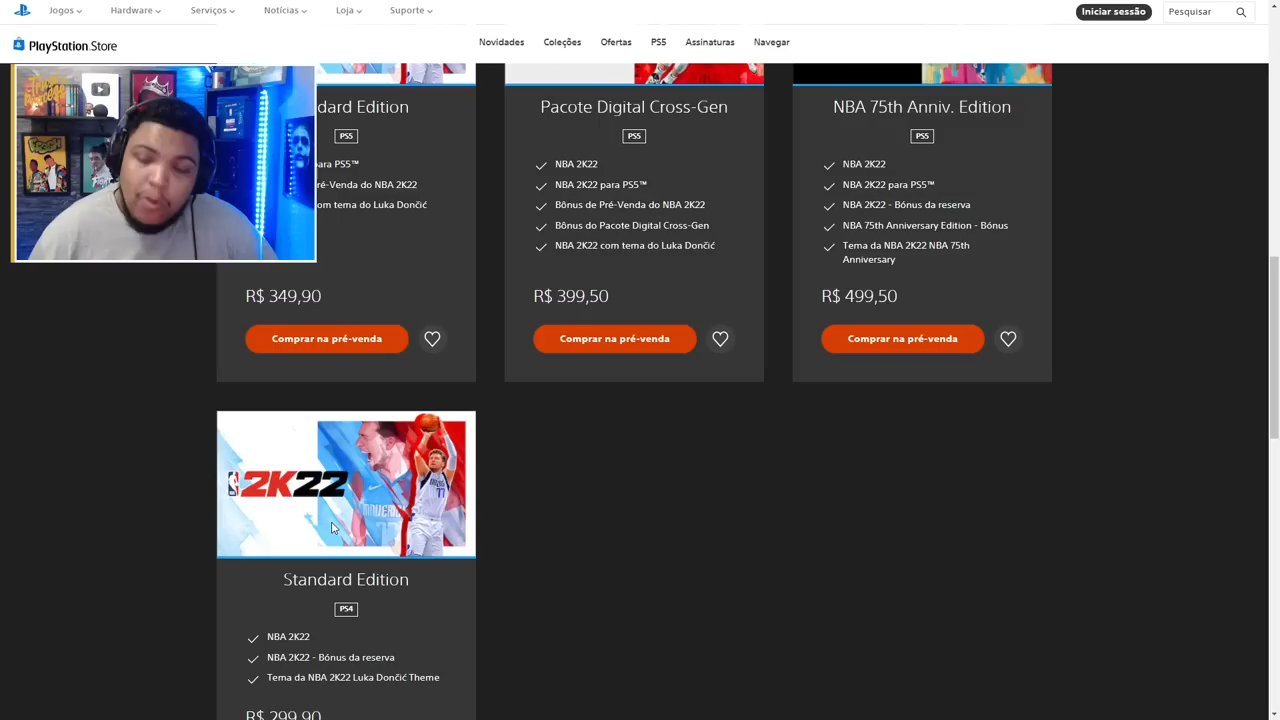 Jogos Hardware Serviços Notícias Loja Suporte Iniciar sessão Pesquisar
PlayStation Store Novidades Coleções Ofertas PS5 Assinaturas Navegar
dard Edition
PS5
ara PS5™
ré-Venda do NBA 2K22
om tema do Luka Dončić
R$ 349,90
Comprar na pré-venda
Pacote Digital Cross-Gen
PS5
NBA 2K22
NBA 2K22 para PS5™
Bônus de Pré-Venda do NBA 2K22
Bônus do Pacote Digital Cross-Gen
NBA 2K22 com tema do Luka Dončić
R$ 399,50
Comprar na pré-venda
NBA 75th Anniv. Edition
PS5
NBA 2K22
NBA 2K22 para PS5™
NBA 2K22 - Bónus da reserva
NBA 75th Anniversary Edition - Bónus
Tema da NBA 2K22 NBA 75th
Anniversary
R$ 499,50
Comprar na pré-venda
2K22
77
Standard Edition
PS4
NBA 2K22
NBA 2K22 - Bónus da reserva
Tema da NBA 2K22 Luka Dončić Theme
R$ 299,90